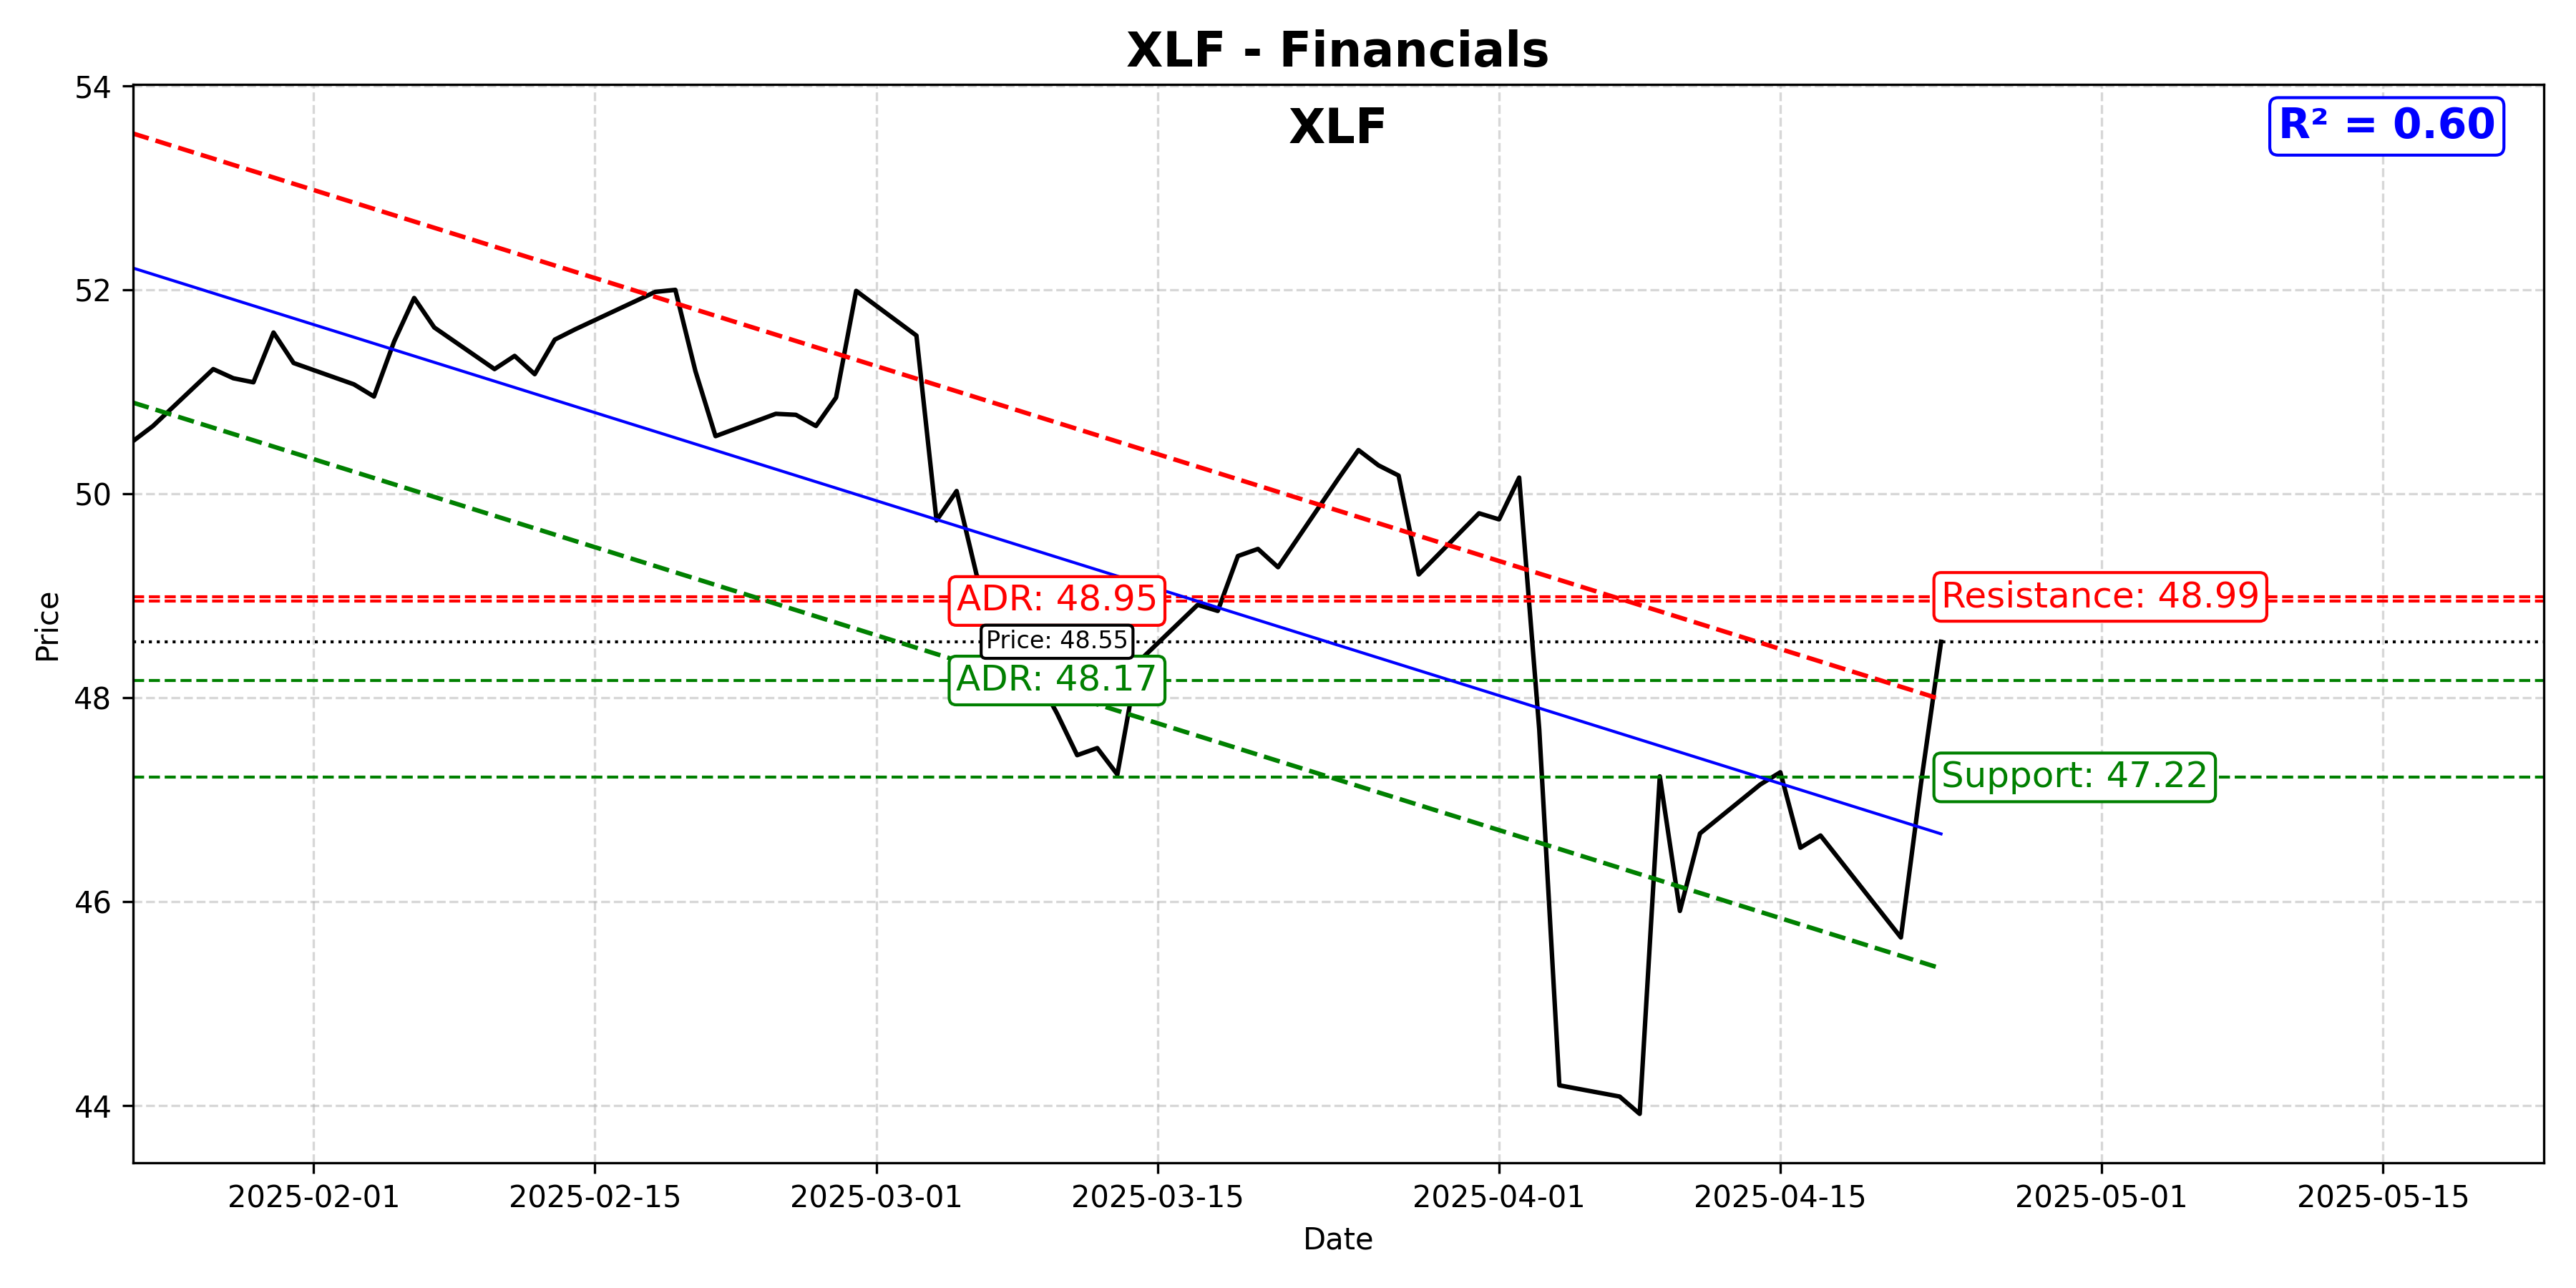 XLF - Financials
XLF
R² = 0.60
54
52
50
48
46
44
Price
ADR: 48.95
Resistance: 48.99
Price: 48.55
ADR: 48.17
Support: 47.22
2025-02-01
2025-02-15
2025-03-01
2025-03-15
2025-04-01
2025-04-15
2025-05-01
2025-05-15
Date